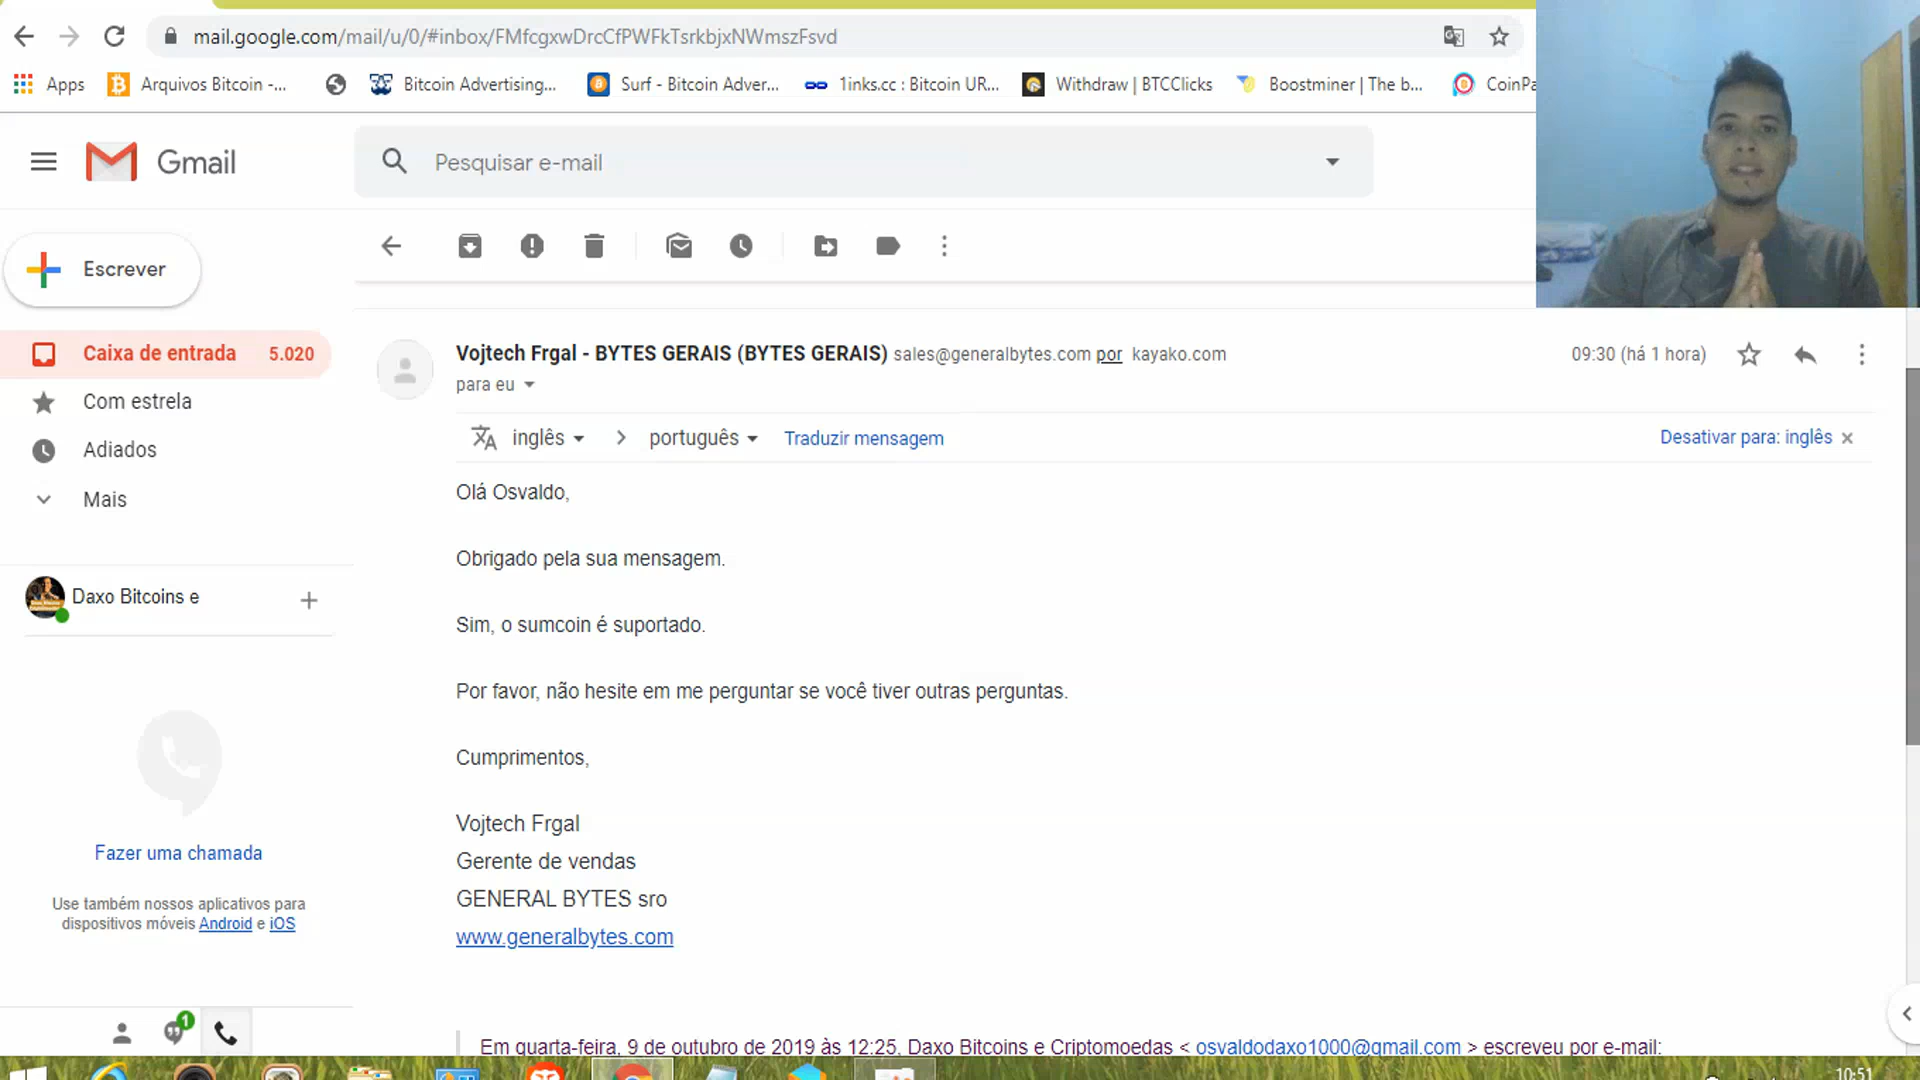 mail.google.com/mail/u/0/#inbox/FMfcgxwDrcCfPWFkTsrkbjxNWmszFsvd
Apps Arquivos Bitcoin -... Bitcoin Advertising... Surf - Bitcoin Adver... 1inks.cc : Bitcoin UR... Withdraw | BTCClicks Boostminer | The b... CoinPa
Gmail
Pesquisar e-mail
Escrever
Caixa de entrada 5.020
Com estrela
Adiados
Mais
Daxo Bitcoins e
Fazer uma chamada
Use também nossos aplicativos para
dispositivos móveis Android e iOS
1
Vojtech Frgal - BYTES GERAIS (BYTES GERAIS) sales@generalbytes.com por kayako.com 09:30 (há 1 hora)
para eu
inglês > português Traduzir mensagem Desativar para: inglês ×
Olá Osvaldo,
Obrigado pela sua mensagem.
Sim, o sumcoin é suportado.
Por favor, não hesite em me perguntar se você tiver outras perguntas.
Cumprimentos,
Vojtech Frgal
Gerente de vendas
GENERAL BYTES sro
www.generalbytes.com
Em quarta-feira, 9 de outubro de 2019 às 12:25, Daxo Bitcoins e Criptomoedas < osvaldodaxo1000@gmail.com > escreveu por e-mail:
10:51